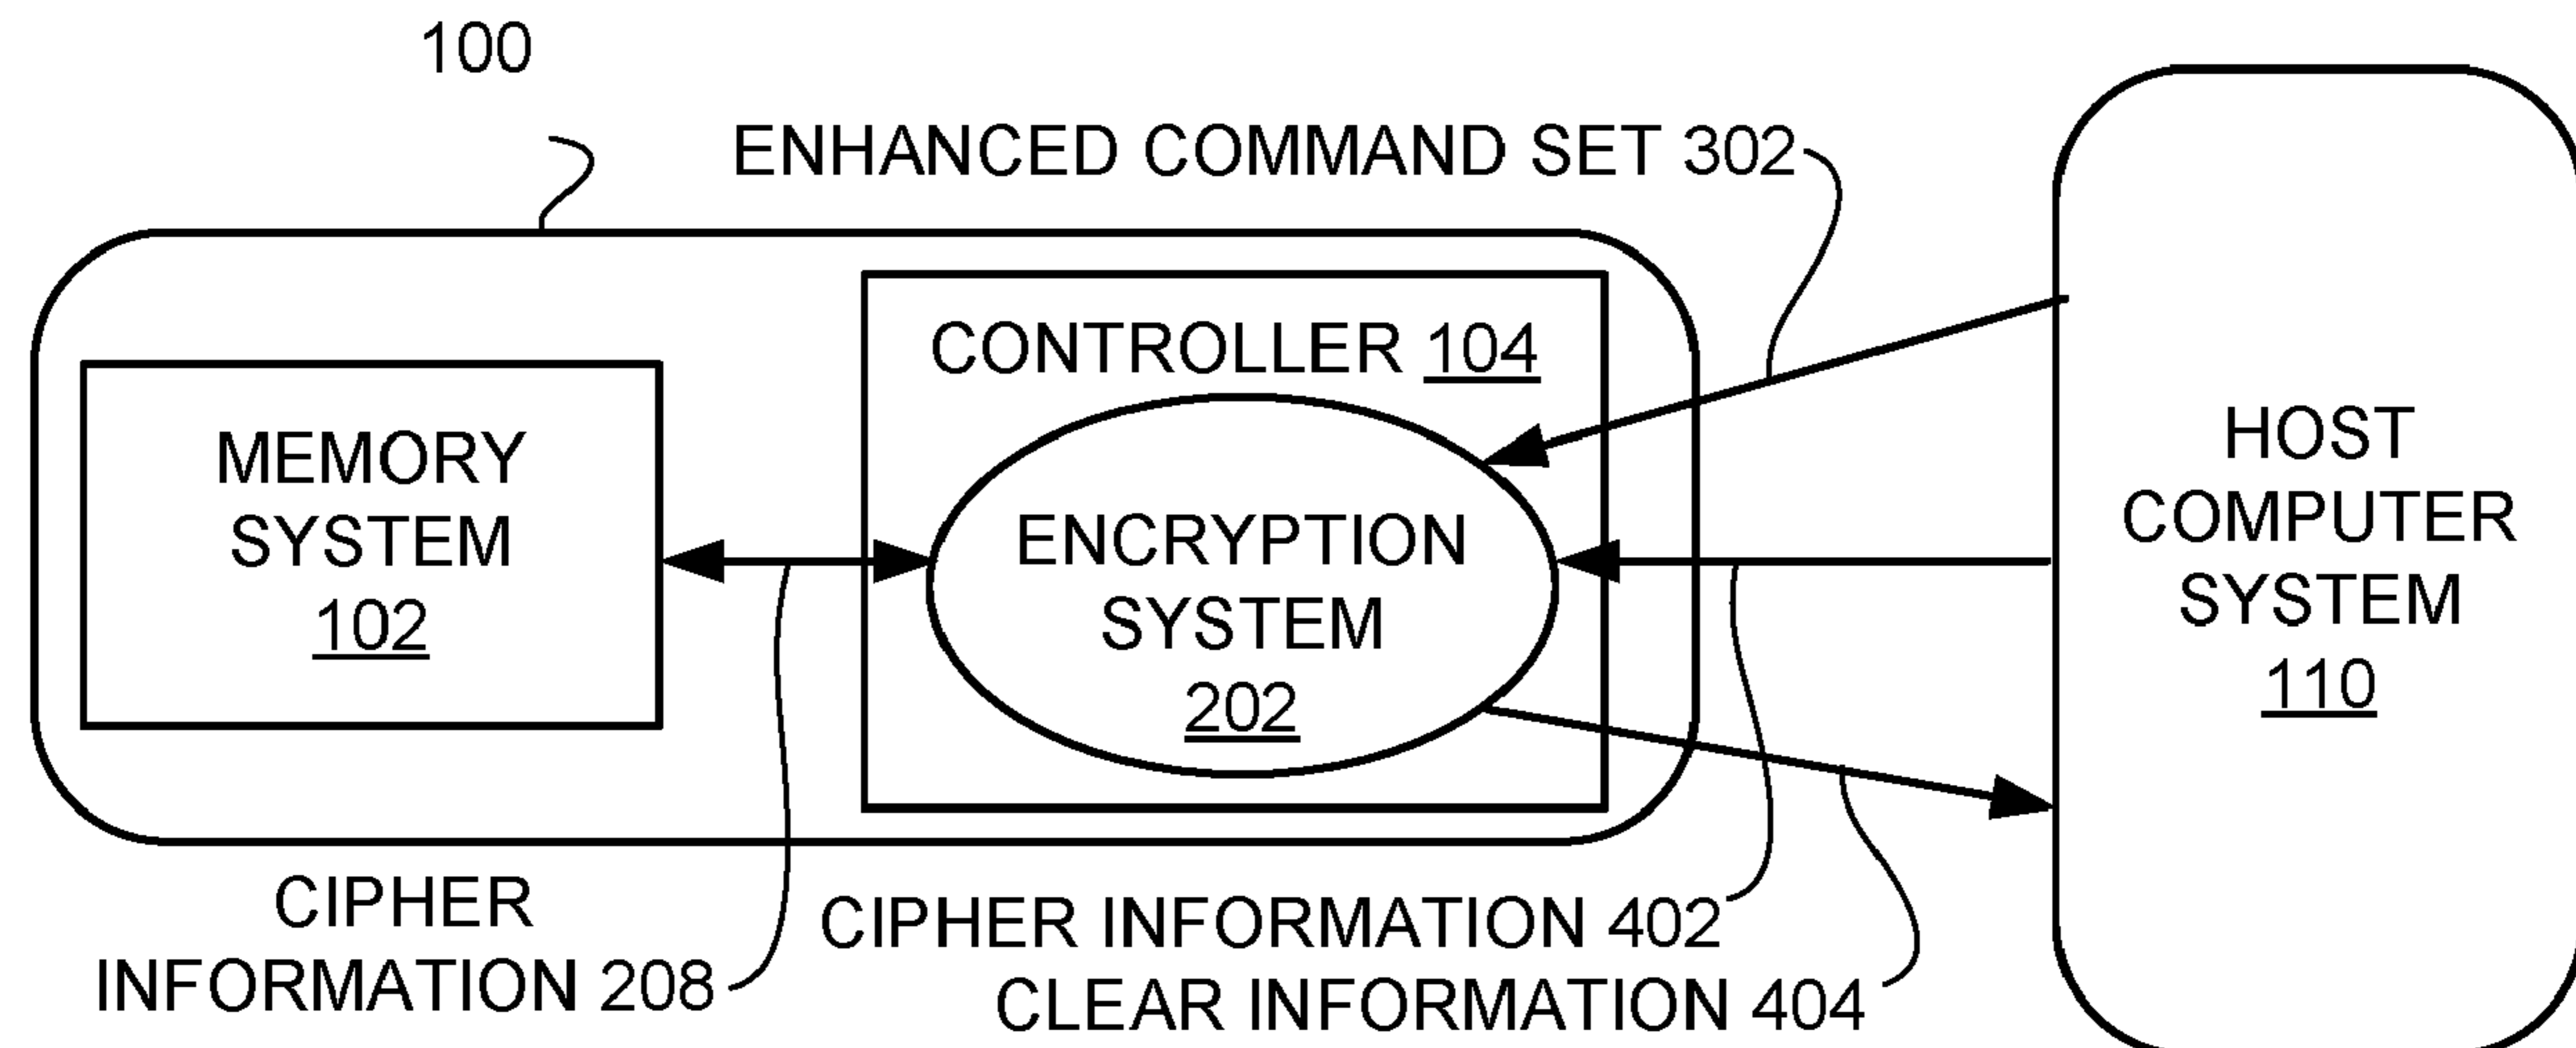 100
ENHANCED COMMAND SET 302
CONTROLLER 104
MEMORY
SYSTEM
102
ENCRYPTION
SYSTEM
202
HOST
COMPUTER
SYSTEM
110
CIPHER
INFORMATION 208
CIPHER INFORMATION 402
CLEAR INFORMATION 404